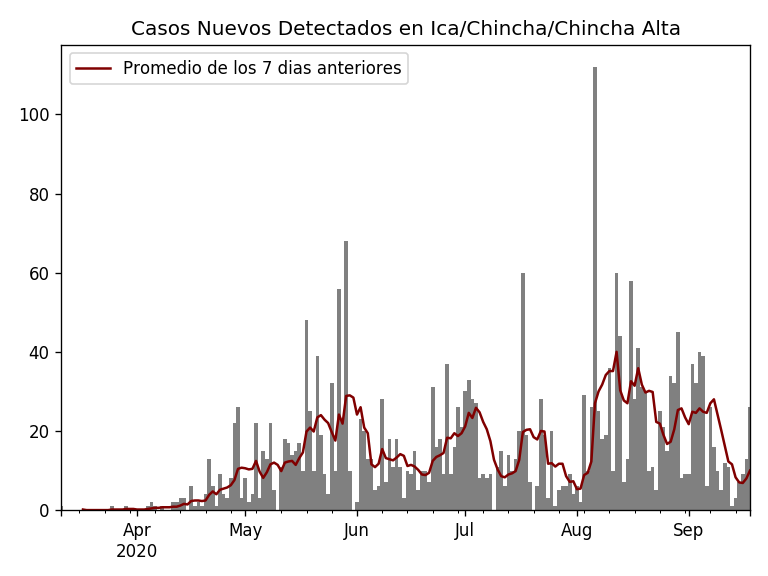 Casos Nuevos Detectados en Ica/Chincha/Chincha Alta
Promedio de los 7 dias anteriores
100
80
60
40
20
0
Apr May Jun Jul Aug Sep
2020